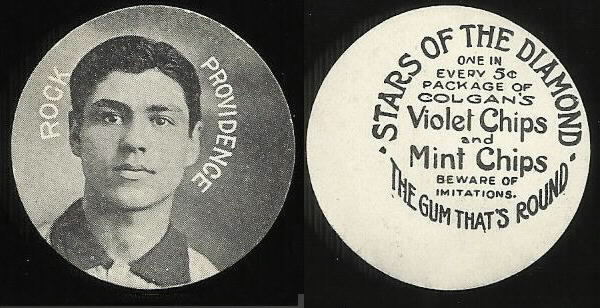 ROCK
PROVIDENCE
· STARS OF THE DIAMOND ·
ONE IN
EVERY 5¢
PACKAGE OF
COLGAN'S
Violet Chips
and
Mint Chips
BEWARE OF
IMITATIONS.
THE GUM THAT'S ROUND